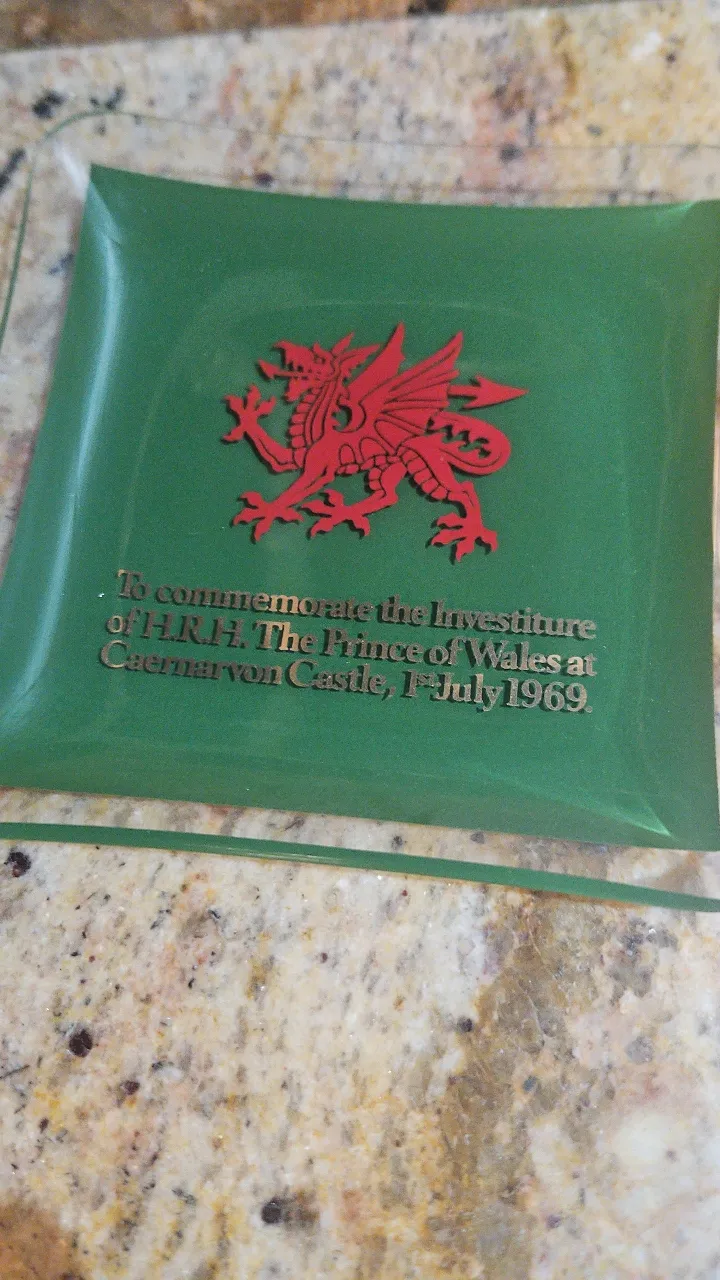 To commemorate the Investiture
of H.R.H. The Prince of Wales at
Caernarvon Castle, 1st July 1969.